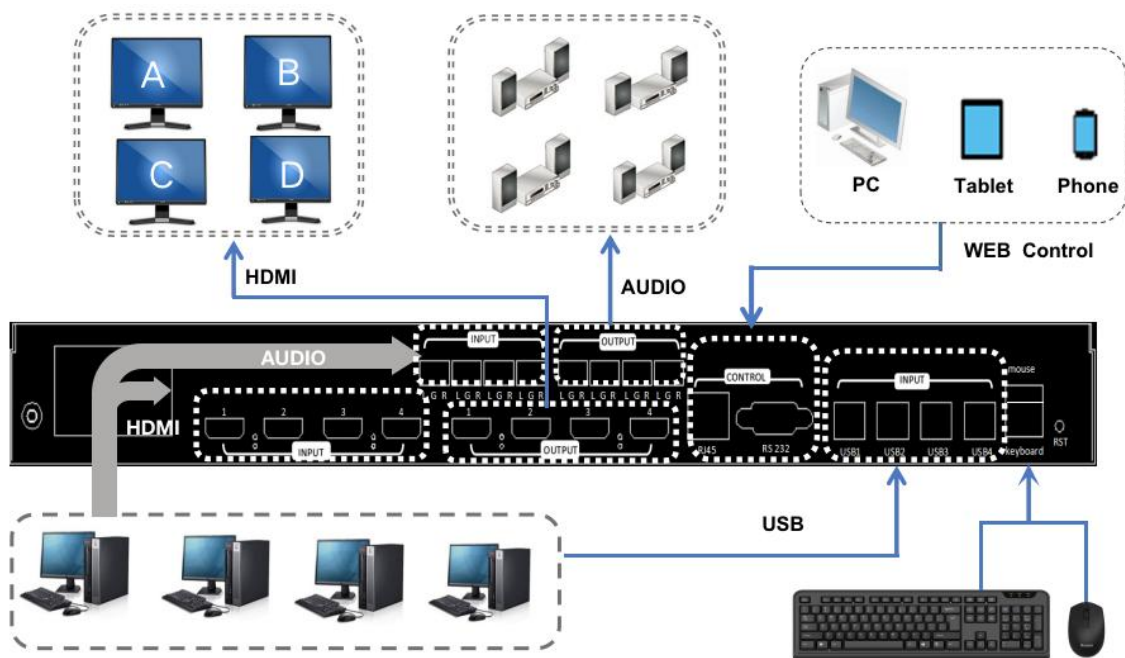 A
B
C
D
PC
Tablet
Phone
HDMI
AUDIO
WEB Control
INPUT
OUTPUT
AUDIO
CONTROL
INPUT
mouse
L G R L G R L G R L G R L G R L G R L G R L G R
HDMI
1 2 3 4
INPUT
1 2 3 4
OUTPUT
RJ45
RS 232
USB1 USB2 USB3 USB4
keyboard
RST
USB